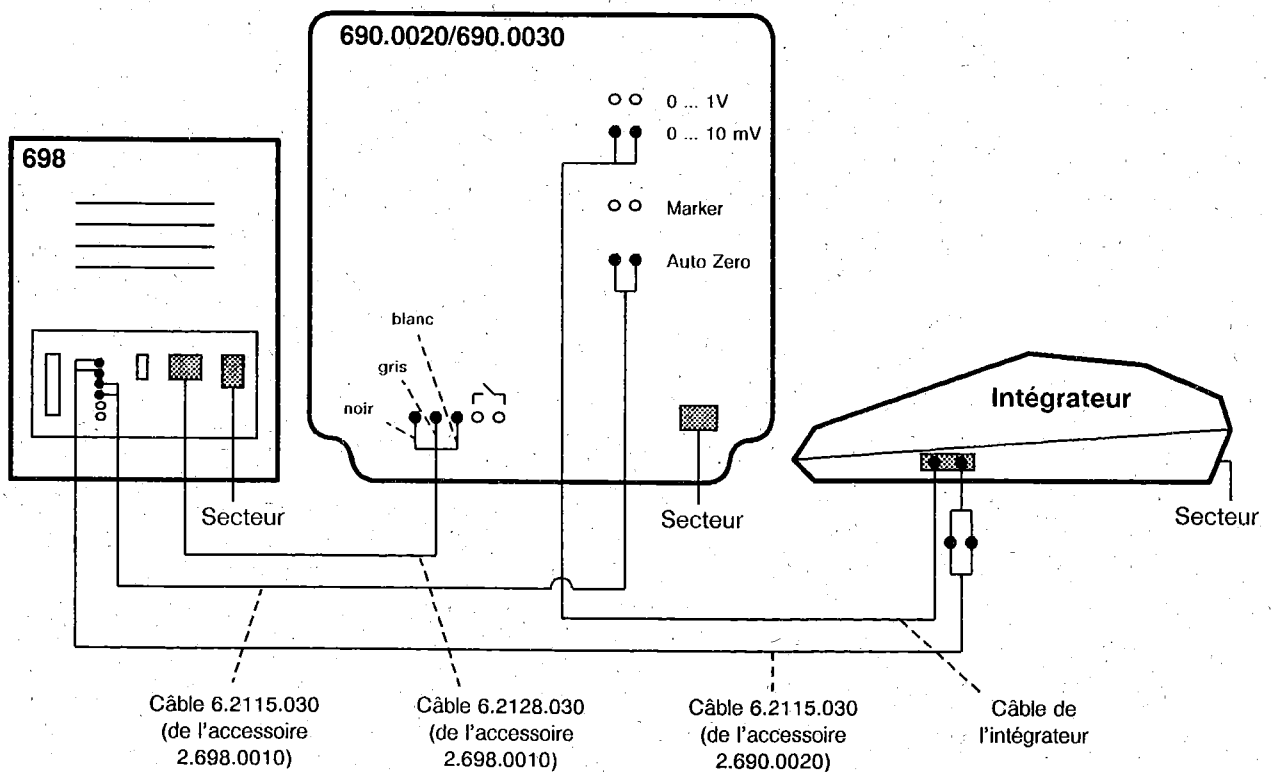 690.0020/690.0030
0 ... 1V
0 ... 10 mV
698
Marker
Auto Zero
blanc
gris
noir
Intégrateur
Secteur
Secteur
Secteur
Câble 6.2115.030
(de l'accessoire
2.698.0010)
Câble 6.2128.030
(de l'accessoire
2.698.0010)
Câble 6.2115.030
(de l'accessoire
2.690.0020)
Câble de
l'intégrateur